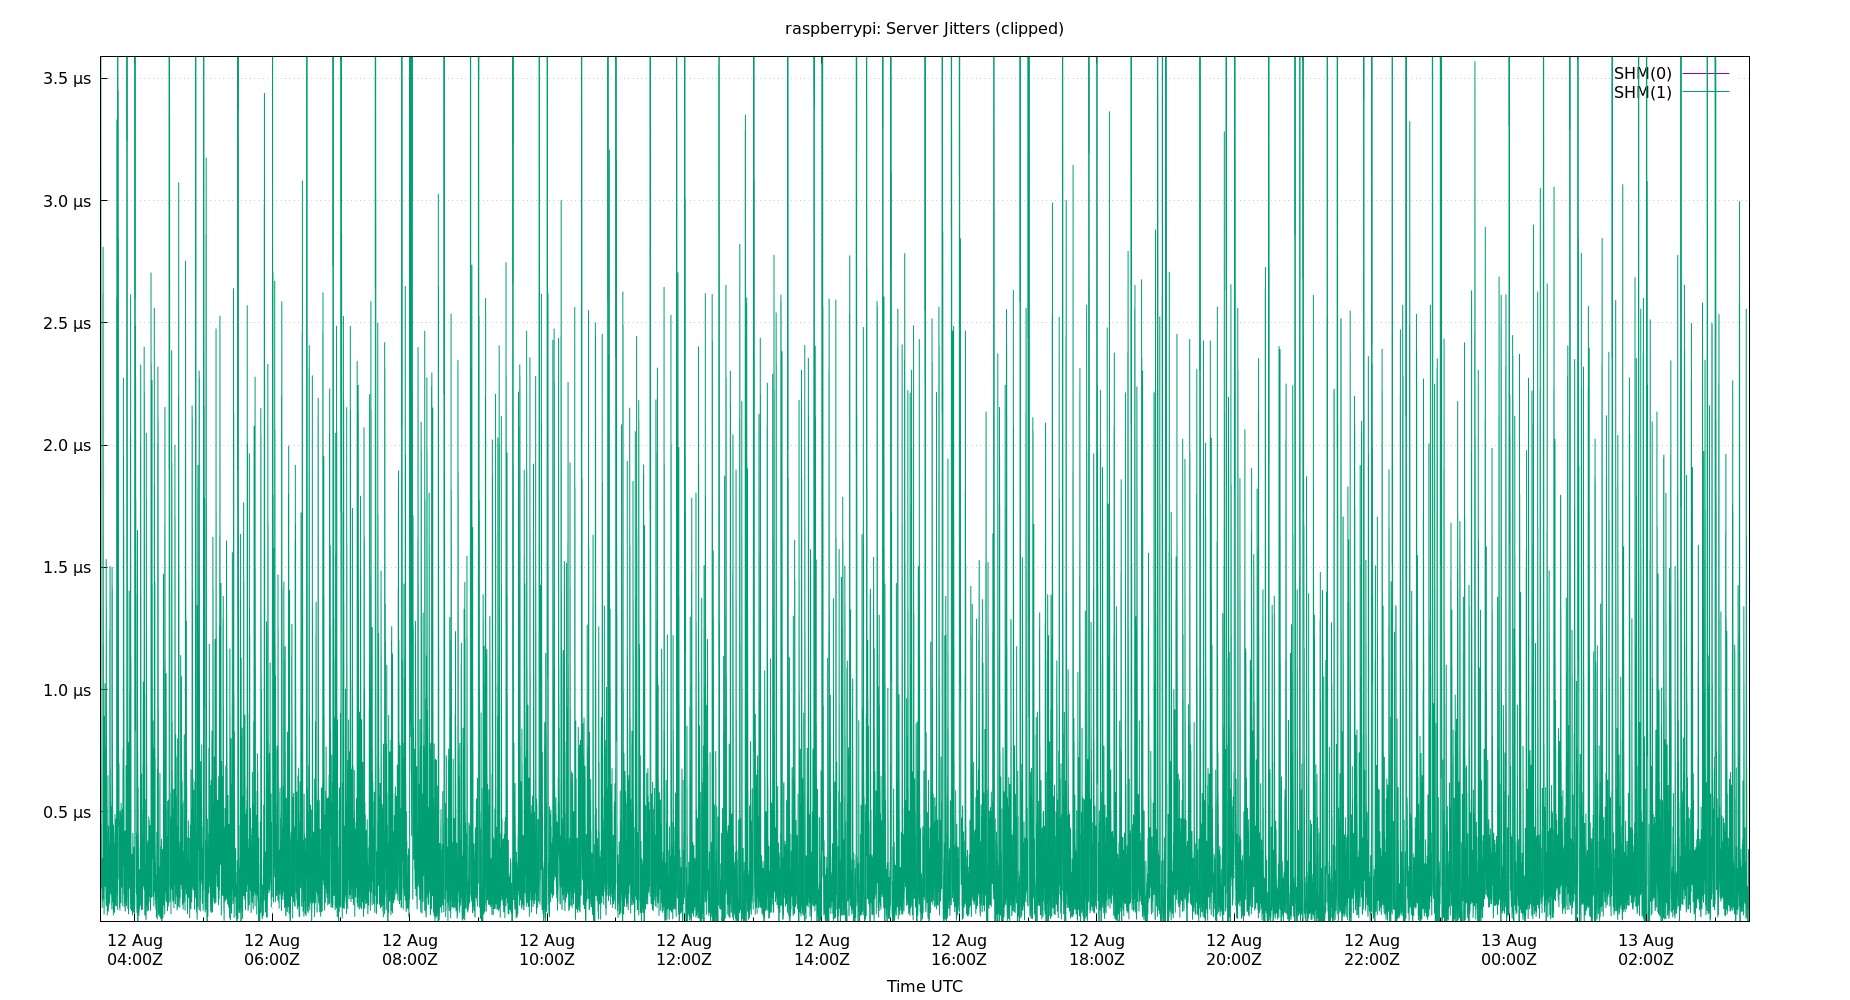 raspberrypi: Server Jitters (clipped)
SHM(0)
SHM(1)
3.5 µs
3.0 µs
2.5 µs
2.0 µs
1.5 µs
1.0 µs
0.5 µs
12 Aug 12 Aug 12 Aug 12 Aug 12 Aug 12 Aug 12 Aug 12 Aug 12 Aug 12 Aug 13 Aug 13 Aug
04:00Z 06:00Z 08:00Z 10:00Z 12:00Z 14:00Z 16:00Z 18:00Z 20:00Z 22:00Z 00:00Z 02:00Z
Time UTC